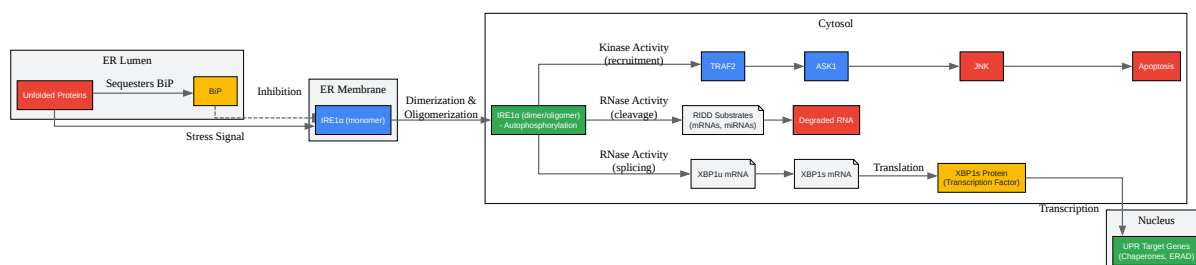 Cytosol
ER Lumen
Unfolded Proteins
Sequesters BiP
BiP
Inhibition
Stress Signal
ER Membrane
IRE1α (monomer)
Dimerization &
Oligomerization
IRE1α (dimer/oligomer)
- Autophosphorylation
Kinase Activity
(recruitment)
TRAF2
ASK1
JNK
Apoptosis
RNase Activity
(cleavage)
RIDD Substrates
(mRNAs, miRNAs)
Degraded RNA
RNase Activity
(splicing)
XBP1u mRNA
XBP1s mRNA
Translation
XBP1s Protein
(Transcription Factor)
Transcription
Nucleus
UPR Target Genes
(Chaperones, ERAD)